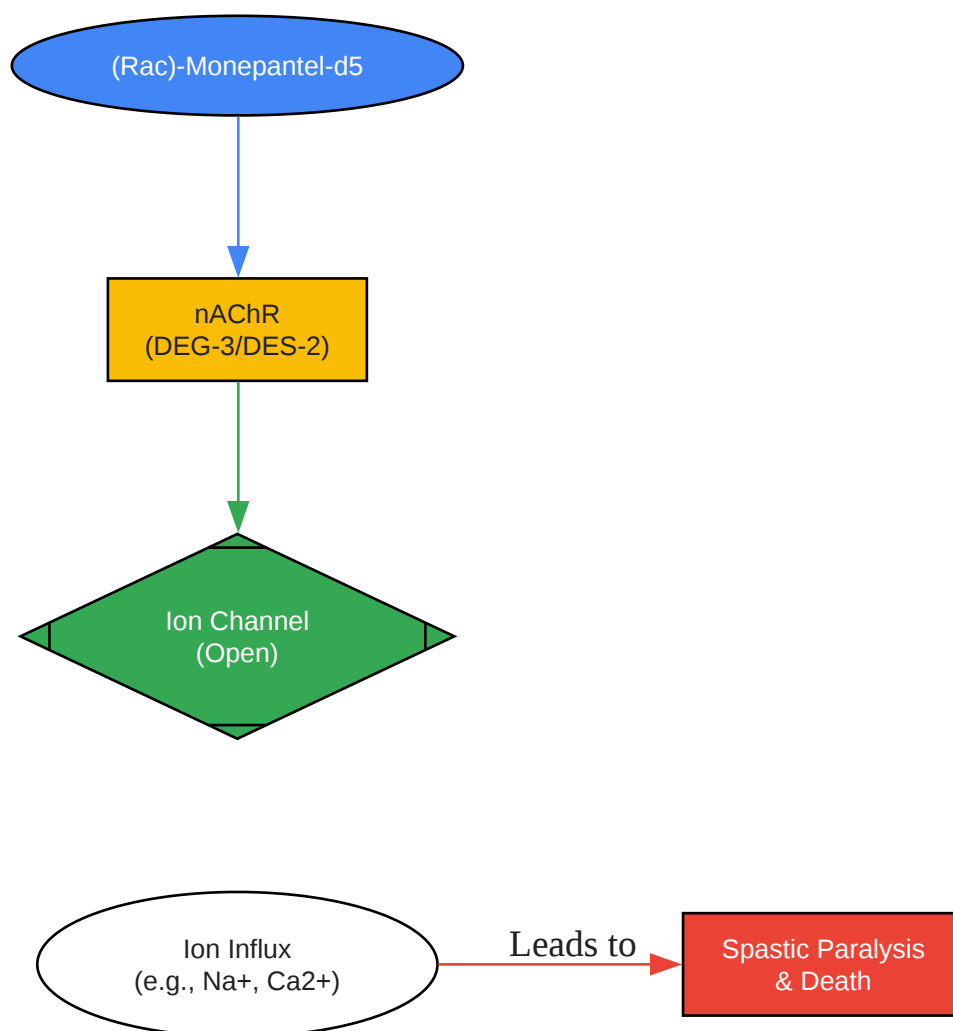 (Rac)-Monepantel-d5
nAChR
(DEG-3/DES-2)
Ion Channel
(Open)
Ion Influx
(e.g., Na+, Ca2+)
Leads to
Spastic Paralysis
& Death